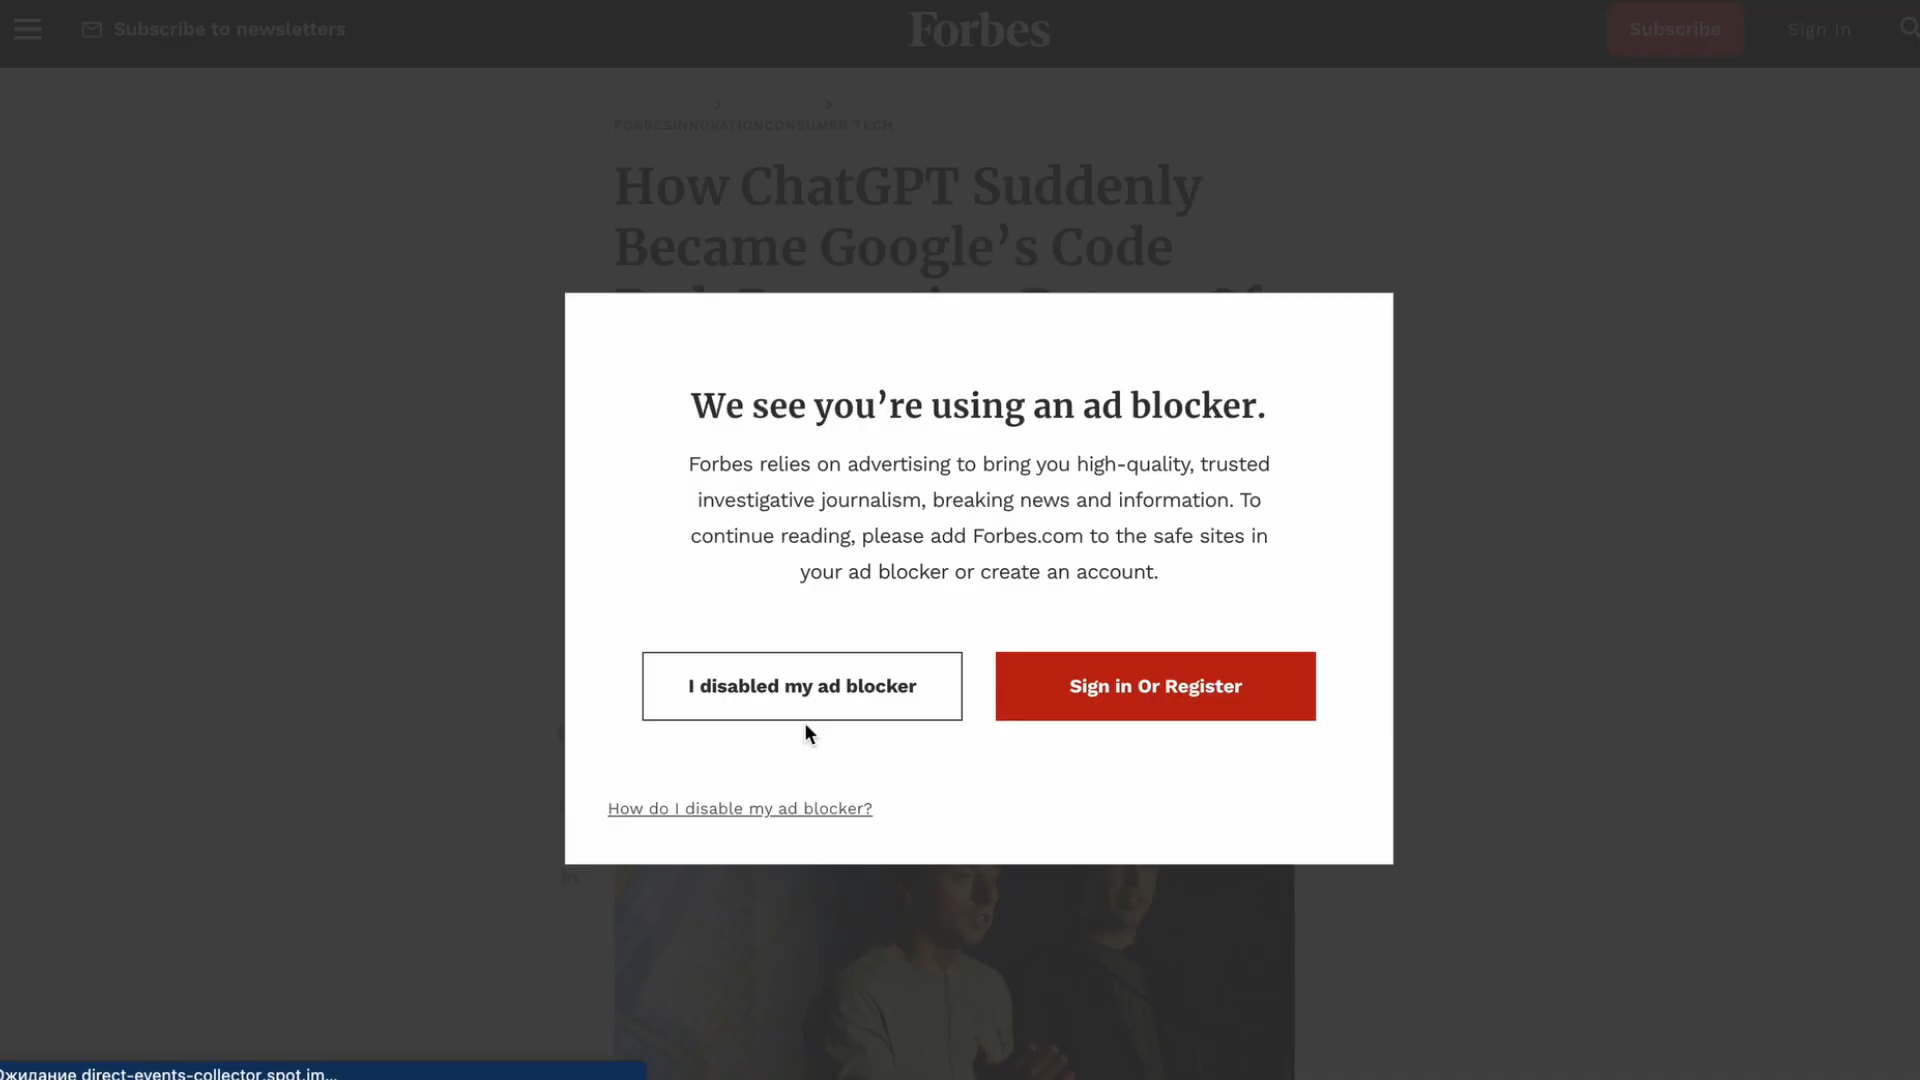 Subscribe to newsletters
Forbes
Subscribe
Sign In
FORBESINNOVATIONCONSUMER TECH
How ChatGPT Suddenly
Became Google’s Code
We see you’re using an ad blocker.
Forbes relies on advertising to bring you high-quality, trusted
investigative journalism, breaking news and information. To
continue reading, please add Forbes.com to the safe sites in
your ad blocker or create an account.
I disabled my ad blocker
Sign in Or Register
How do I disable my ad blocker?
in
Ожидание direct-events-collector.spot.im...